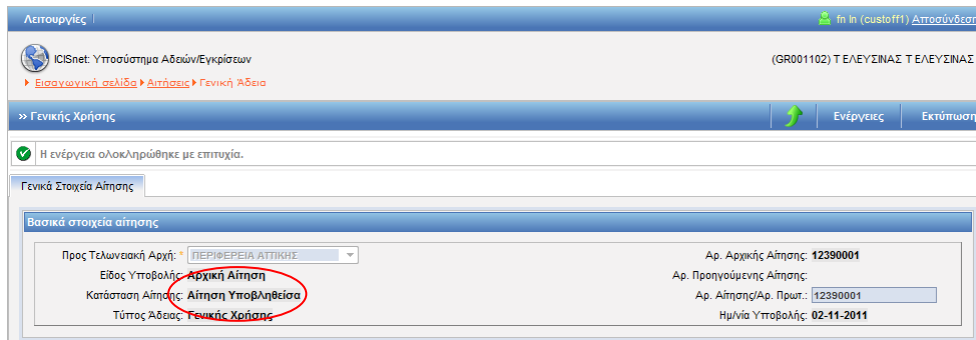 Λειτουργίες fn ln (custoff1) Αποσύνδεση
ICISnet: Υποσύστημα Αδειών/Εγκρίσεων (GR001102) Τ ΕΛΕΥΣΙΝΑΣ Τ ΕΛΕΥΣΙΝΑΣ
Εισαγωγική σελίδα Αιτήσεις Γενική Άδεια
» Γενικής Χρήσης Ενέργειες Εκτύπωση
Η ενέργεια ολοκληρώθηκε με επιτυχία.
Γενικά Στοιχεία Αίτησης
Βασικά στοιχεία αίτησης
Προς Τελωνειακή Αρχή: * ΠΕΡΙΦΕΡΕΙΑ ΑΤΤΙΚΗΣ Αρ. Αρχικής Αίτησης: 12390001
Είδος Υποβολής: Αρχική Αίτηση Αρ. Προηγούμενης Αίτησης:
Κατάσταση Αίτησης: Αίτηση Υποβληθείσα Αρ. Αίτησης/Αρ. Πρωτ.: 12390001
Τύπος Άδειας: Γενικής Χρήσης Ημ/νία Υποβολής: 02-11-2011